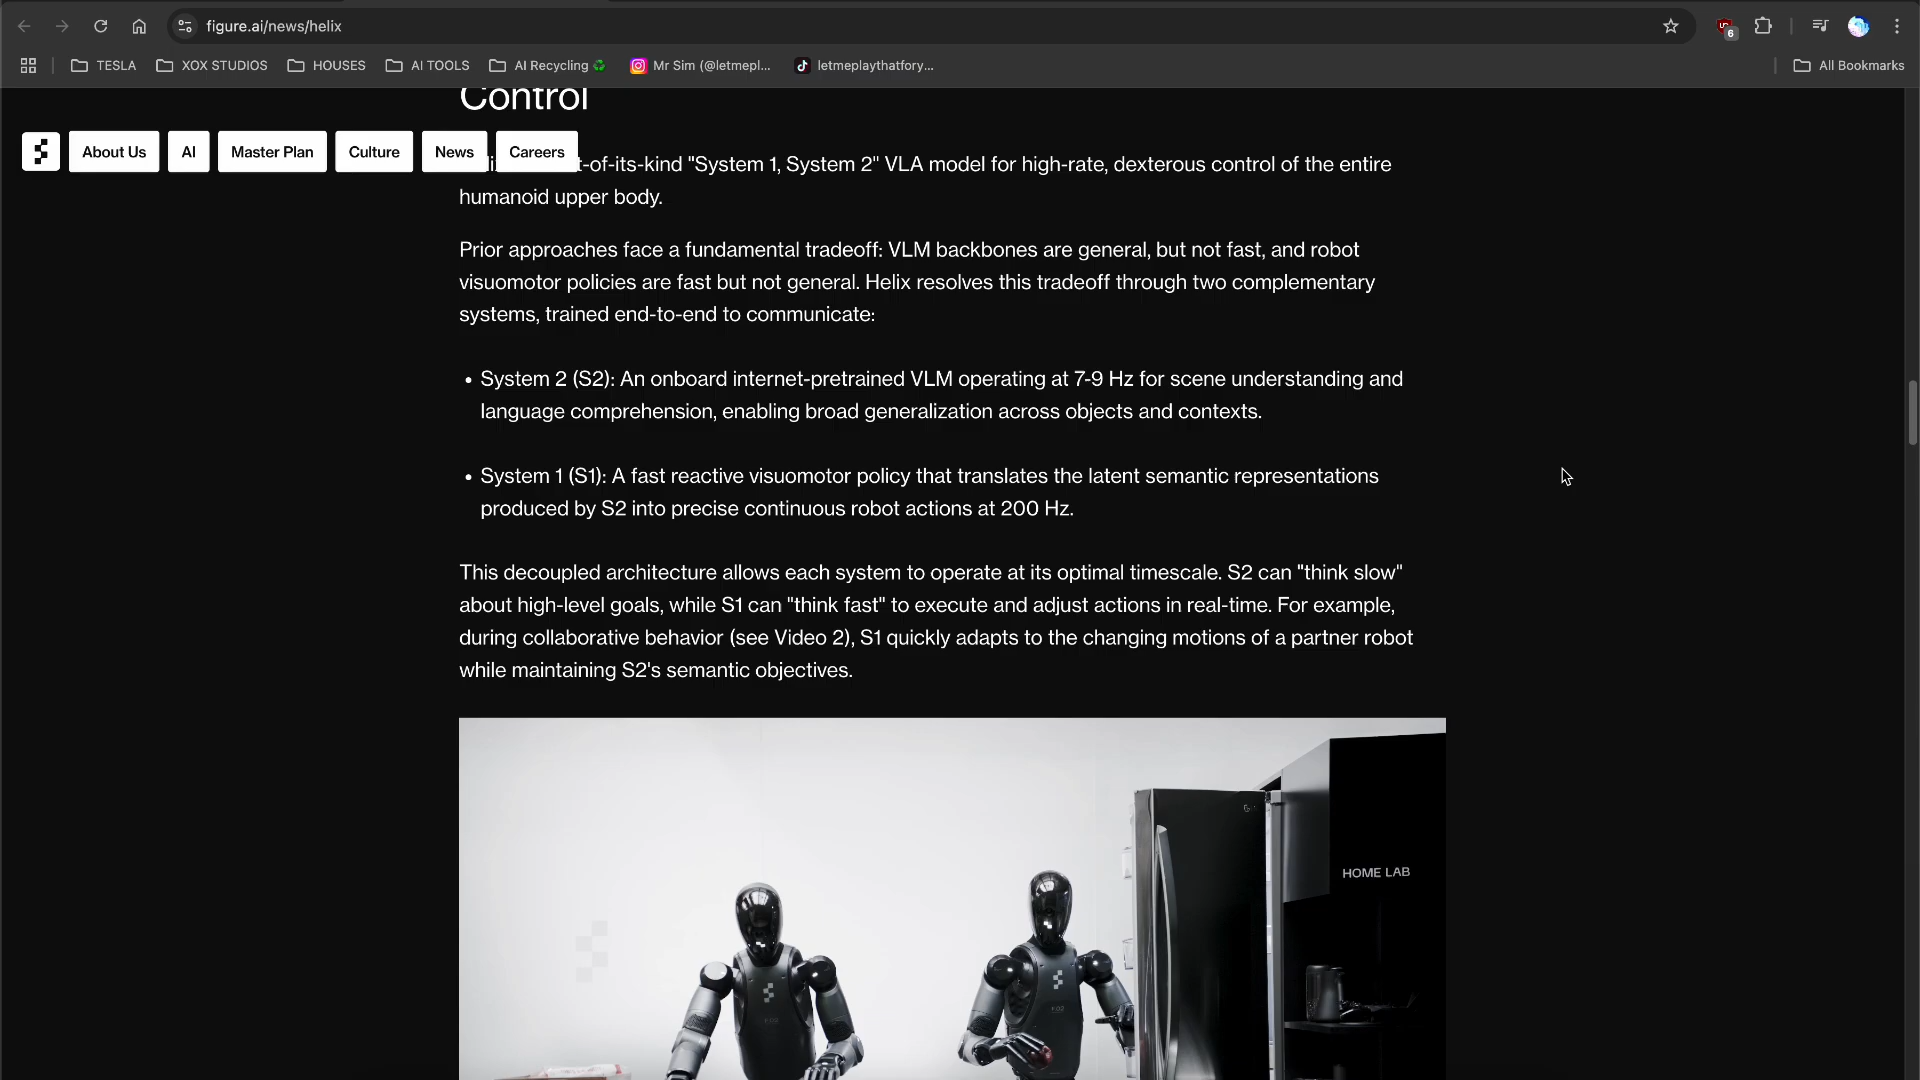 figure.ai/news/helix
6
TESLA
XOX STUDIOS
HOUSES
AI TOOLS
AI Recycling ♻
Mr Sim (@letmepl...
letmeplaythatfory...
All Bookmarks
Control
About Us
AI
Master Plan
Culture
News
Careers
t-of-its-kind "System 1, System 2" VLA model for high-rate, dexterous control of the entire
humanoid upper body.
Prior approaches face a fundamental tradeoff: VLM backbones are general, but not fast, and robot
visuomotor policies are fast but not general. Helix resolves this tradeoff through two complementary
systems, trained end-to-end to communicate:
• System 2 (S2): An onboard internet-pretrained VLM operating at 7-9 Hz for scene understanding and
language comprehension, enabling broad generalization across objects and contexts.
• System 1 (S1): A fast reactive visuomotor policy that translates the latent semantic representations
produced by S2 into precise continuous robot actions at 200 Hz.
This decoupled architecture allows each system to operate at its optimal timescale. S2 can "think slow"
about high-level goals, while S1 can "think fast" to execute and adjust actions in real-time. For example,
during collaborative behavior (see Video 2), S1 quickly adapts to the changing motions of a partner robot
while maintaining S2's semantic objectives.
HOME LAB